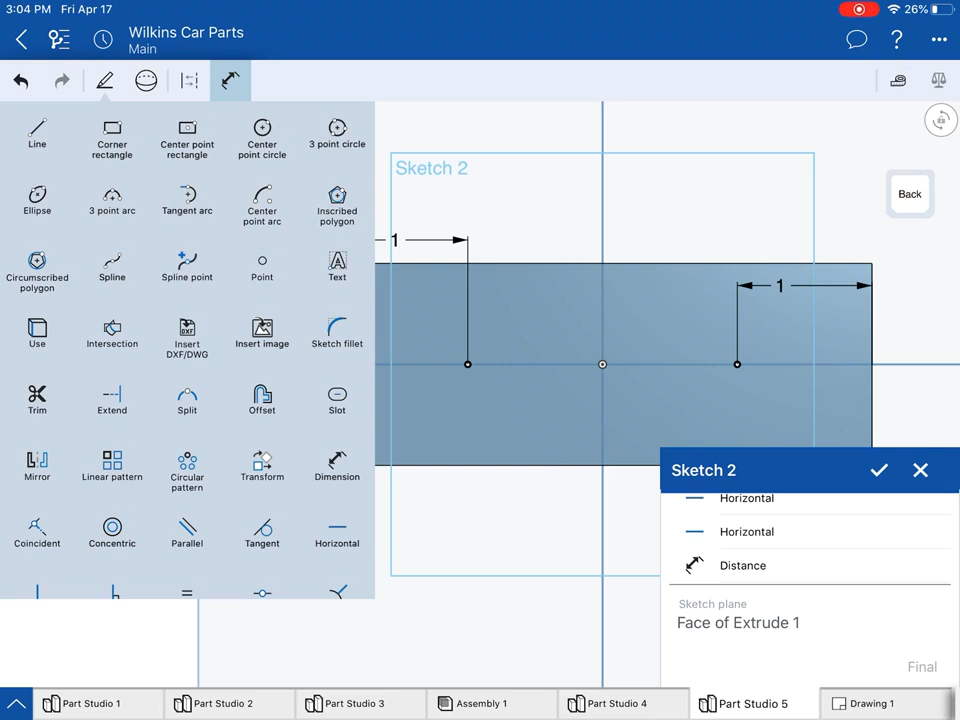 3:04 PM Fri Apr 17
26%
Wilkins Car Parts
Main
Line
Corner
rectangle
Center point
rectangle
Center
point circle
3 point circle
Ellipse
3 point arc
Tangent arc
Center
point arc
Inscribed
polygon
Circumscribed
polygon
Spline
Spline point
Point
Text
Use
Intersection
Insert
DXF/DWG
Insert image
Sketch fillet
Trim
Extend
Split
Offset
Slot
Mirror
Linear pattern
Circular
pattern
Transform
Dimension
Coincident
Concentric
Parallel
Tangent
Horizontal
Sketch 2
1
1
Back
Sketch 2
Horizontal
Horizontal
Distance
Sketch plane
Face of Extrude 1
Final
Part Studio 1
Part Studio 2
Part Studio 3
Assembly 1
Part Studio 4
Part Studio 5
Drawing 1